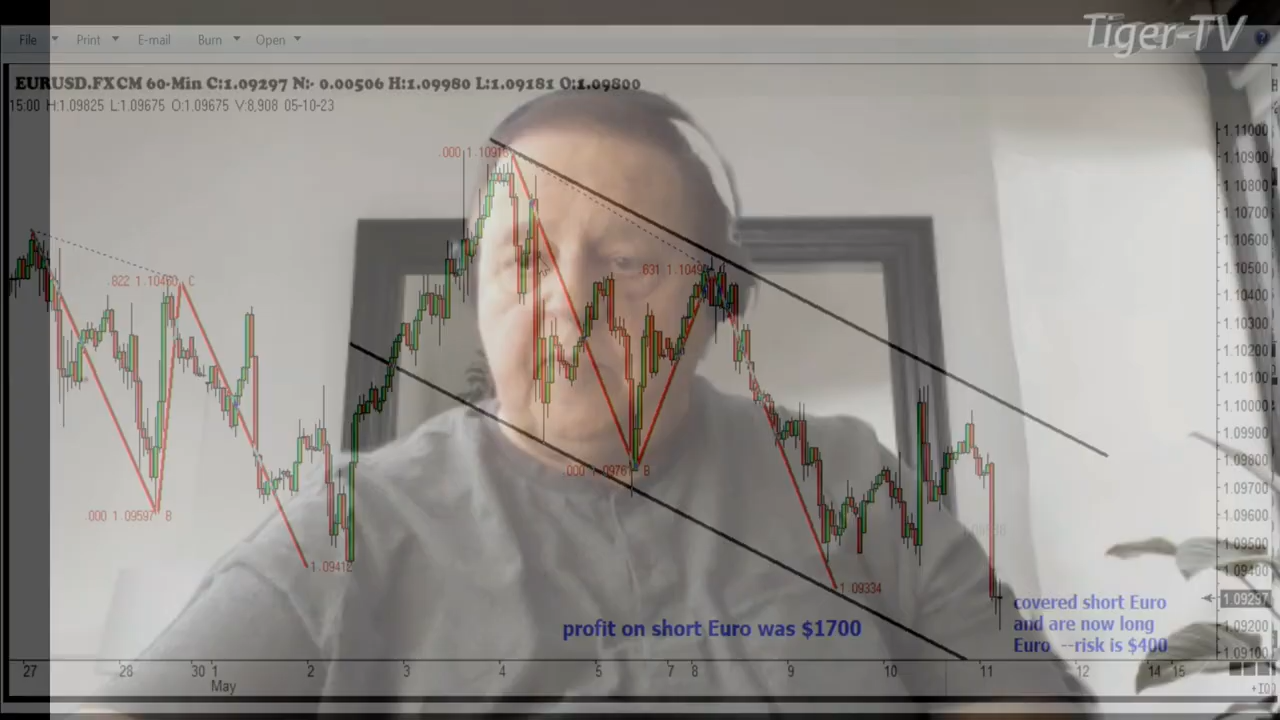 Tiger-TV
File Print E-mail Burn Open
EURUSD.FXCM 60-Min C:1.09297 N:- 0.00506 H:1.09980 L:1.09181 O:1.09800
15:00 H:1.09825 L:1.09675 O:1.09675 V:8,908 05-10-23
1.11000
.000 1.10916
1.10900
1.10800
1.10700
1.10600
.631 1.1049
1.10500
.822 1.10460 C
1.10400
1.10300
1.10200
1.10100
1.10000
1.09900
.000 1.0976 B
1.09800
1.09700
.000 1.09597 B
1.09600
1.09500
1.09412
1.09400
1.09334
1.09297
covered short Euro
and are now long
Euro --risk is $400
profit on short Euro was $1700
1.09200
1.09100
27 28 30 1 2 3 4 5 7 8 9 10 11 12 14 15
May